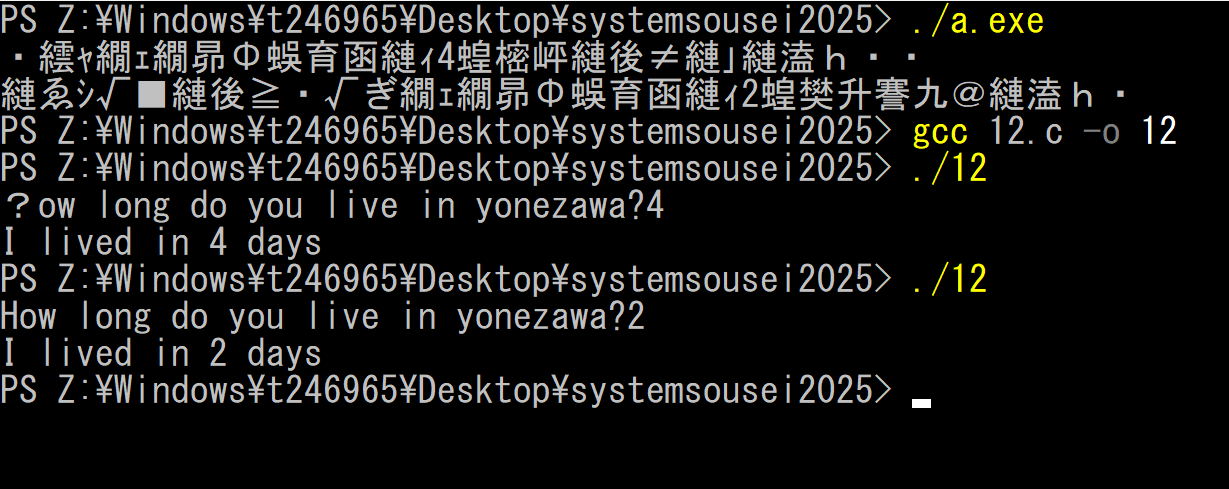 PS Z:¥Windows¥t246965¥Desktop¥systemsousei2025> ./a.exe
・繧ｬ繝ｪ繝昴Φ蜈育函縺ｨ4蝗樒岼縺後≠縺｣縺溘ｈ・・
縺ゑｼ√■縺後≧・√ぎ繝ｪ繝昴Φ蜈育函縺ｨ2蝗樊升謇九＠縺溘ｈ・
PS Z:¥Windows¥t246965¥Desktop¥systemsousei2025> gcc 12.c -o 12
PS Z:¥Windows¥t246965¥Desktop¥systemsousei2025> ./12
？ow long do you live in yonezawa?4
I lived in 4 days
PS Z:¥Windows¥t246965¥Desktop¥systemsousei2025> ./12
How long do you live in yonezawa?2
I lived in 2 days
PS Z:¥Windows¥t246965¥Desktop¥systemsousei2025>